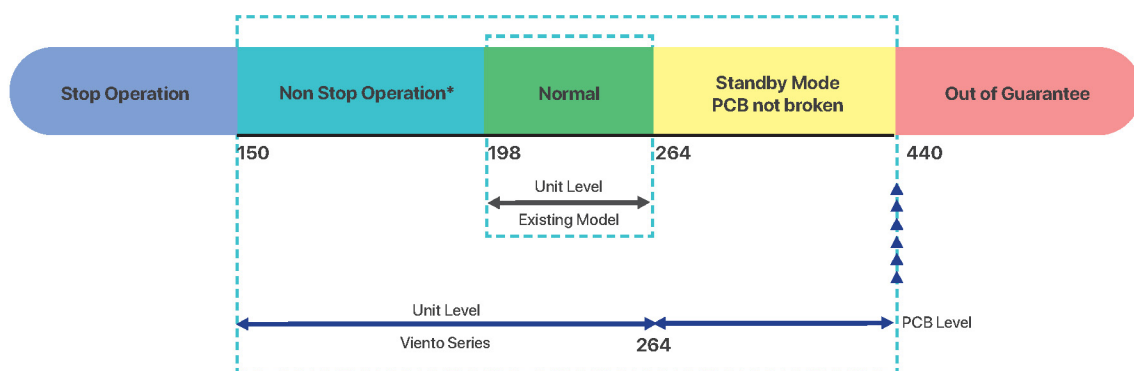 Stop Operation
Non Stop Operation*
Normal
Standby Mode
PCB not broken
Out of Guarantee
150
198
264
440
Unit Level
Existing Model
Unit Level
PCB Level
Viento Series
264